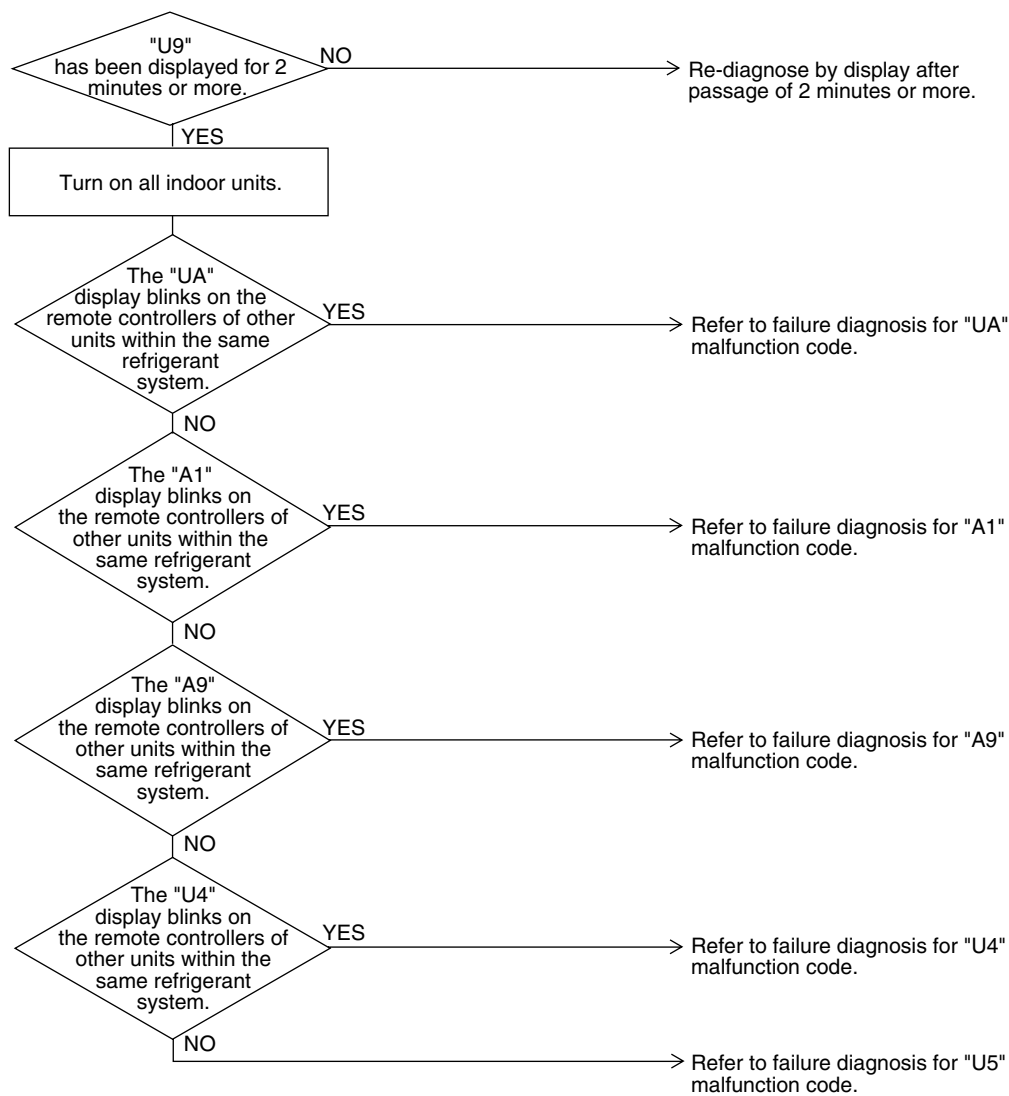 "U9"
has been displayed for 2
minutes or more.
NO
Re-diagnose by display after
passage of 2 minutes or more.
YES
Turn on all indoor units.
The "UA"
display blinks on the
remote controllers of other
units within the same
refrigerant
system.
YES
Refer to failure diagnosis for "UA"
malfunction code.
NO
The "A1"
display blinks on
the remote controllers of
other units within the
same refrigerant
system.
YES
Refer to failure diagnosis for "A1"
malfunction code.
NO
The "A9"
display blinks on
the remote controllers of
other units within the
same refrigerant
system.
YES
Refer to failure diagnosis for "A9"
malfunction code.
NO
The "U4"
display blinks on
the remote controllers of
other units within the
same refrigerant
system.
YES
Refer to failure diagnosis for "U4"
malfunction code.
NO
Refer to failure diagnosis for "U5"
malfunction code.